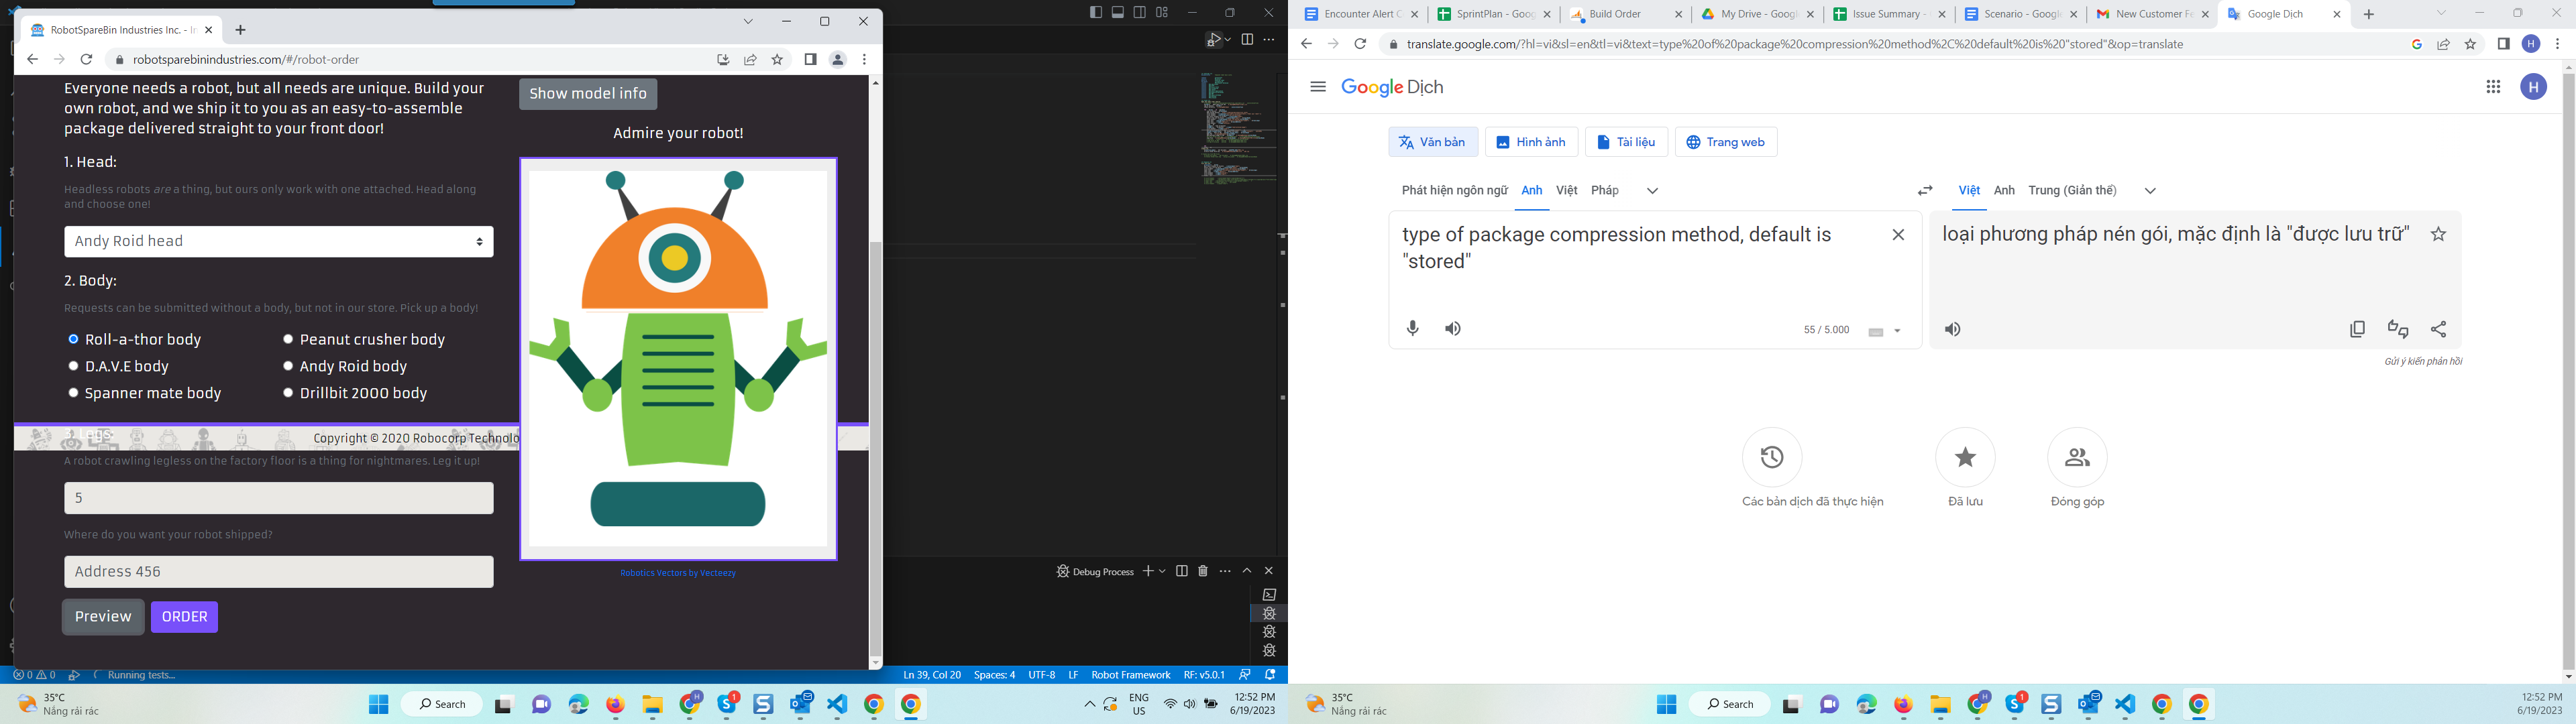 RobotSpareBin Industries Inc. - Ir
robotsparebinindustries.com/#/robot-order
Everyone needs a robot, but all needs are unique. Build your
own robot, and we ship it to you as an easy-to-assemble
package delivered straight to your front door!
1. Head:
Headless robots are a thing, but ours only work with one attached. Head along
and choose one!
Andy Roid head
2. Body:
Requests can be submitted without a body, but not in our store. Pick up a body!
Roll-a-thor body
Peanut crusher body
D.A.V.E body
Andy Roid body
Spanner mate body
Drillbit 2000 body
3. Legs:
Copyright © 2020 Robocorp Technolo
A robot crawling legless on the factory floor is a thing for nightmares. Leg it up!
5
Where do you want your robot shipped?
Address 456
Preview
ORDER
Show model info
Admire your robot!
Robotics Vectors by Vecteezy
Debug Process
0 0
Running tests...
Ln 39, Col 20
Spaces: 4
UTF-8
LF
Robot Framework
RF: v5.0.1
35°C
Nắng rải rác
Search
H
1
ENG
US
12:52 PM
6/19/2023
Encounter Alert C
SprintPlan - Goog
Build Order
My Drive - Google
Issue Summary -
Scenario - Google
New Customer Fe
Google Dịch
translate.google.com/?hl=vi&sl=en&tl=vi&text=type%20of%20package%20compression%20method%2C%20default%20is%20"stored"&op=translate
H
Google Dịch
H
Văn bản
Hình ảnh
Tài liệu
Trang web
Phát hiện ngôn ngữ
Anh
Việt
Pháp
Việt
Anh
Trung (Giản thể)
type of package compression method, default is
"stored"
55 / 5.000
loại phương pháp nén gói, mặc định là "được lưu trữ"
Gửi ý kiến phản hồi
Các bản dịch đã thực hiện
Đã lưu
Đóng góp
35°C
Nắng rải rác
Search
H
1
12:52 PM
6/19/2023